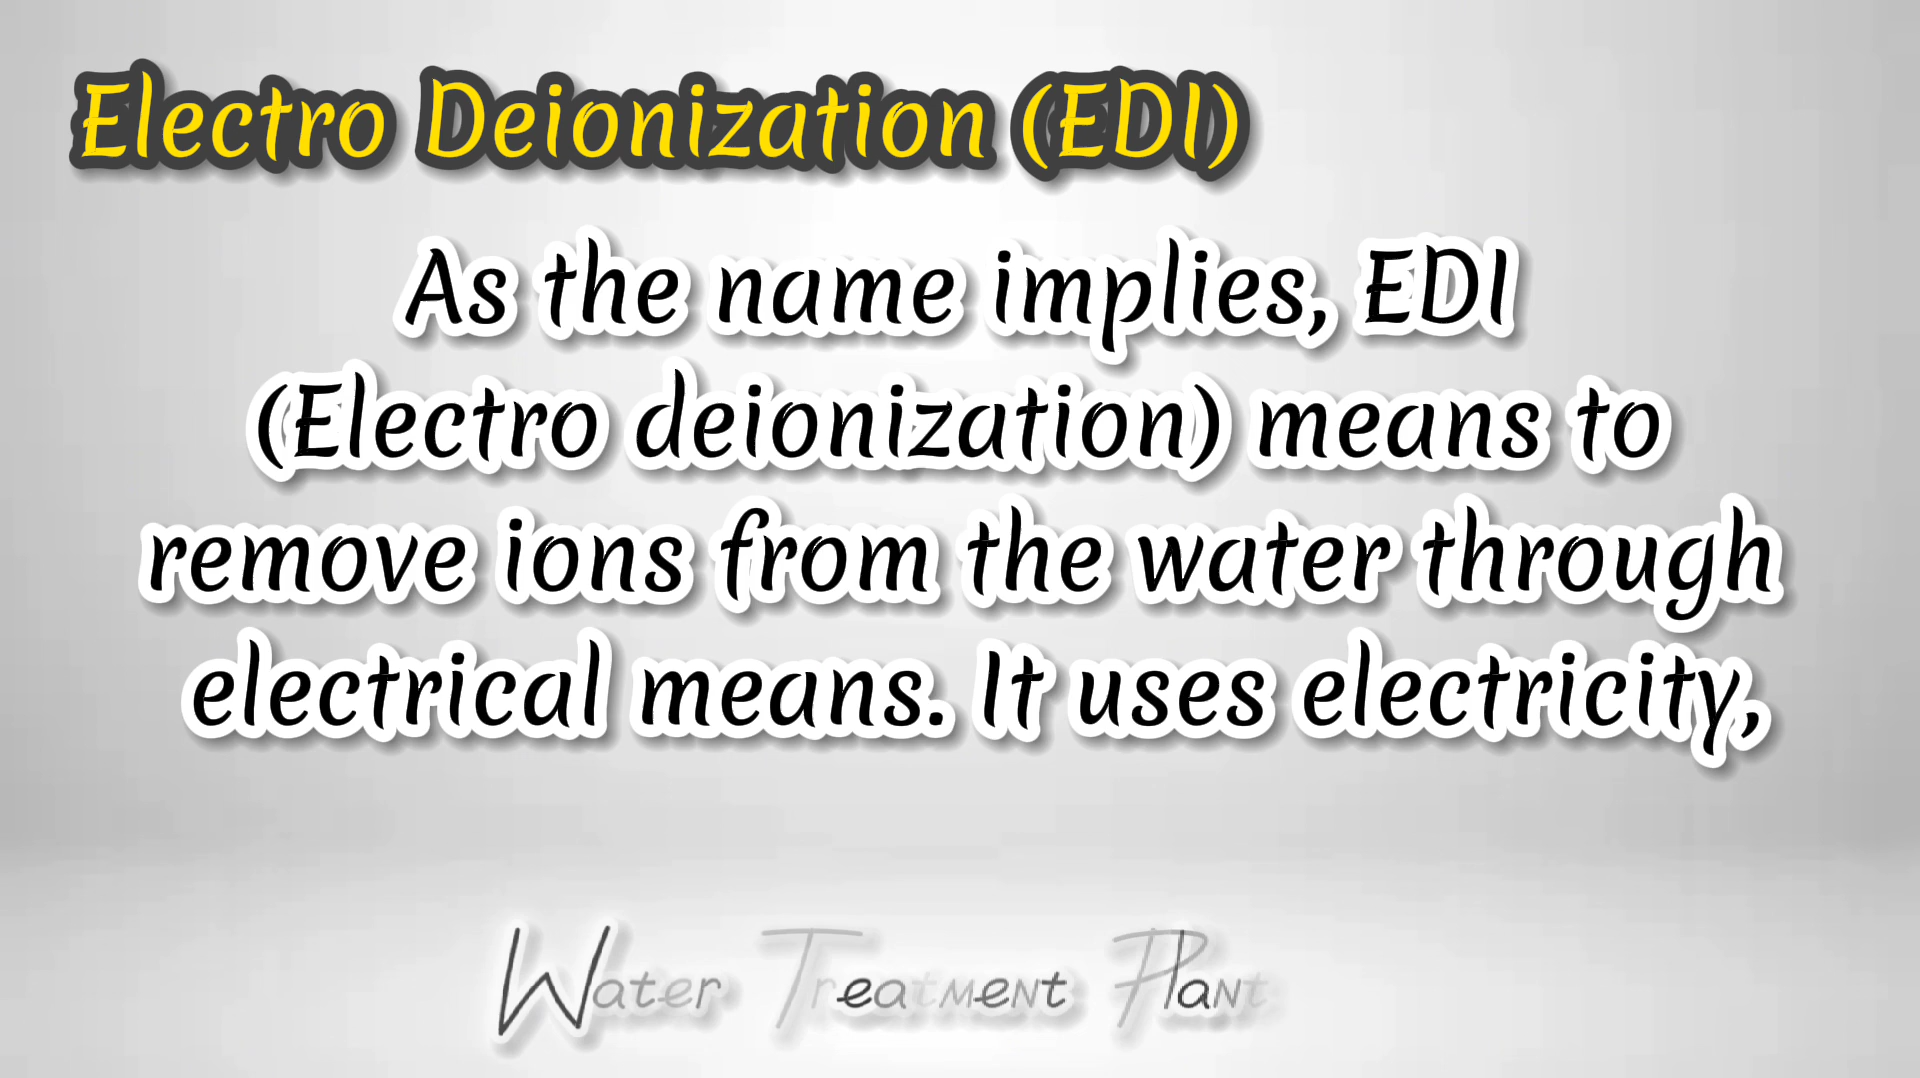 Electro Deionization (EDI)
As the name implies, EDI
(Electro deionization) means to
remove ions from the water through
electrical means. It uses electricity,
Water Treatment Plant